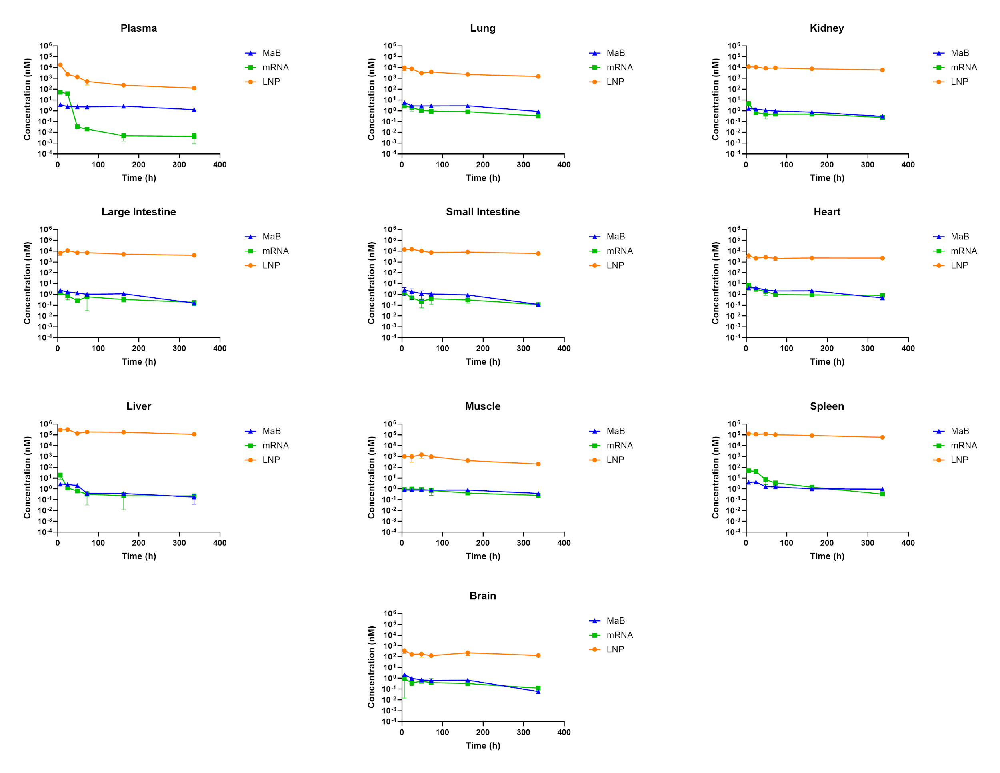 Plasma
Concentration (nM)
10⁶
10⁵
10⁴
10³
10²
10¹
10⁰
10⁻¹
10⁻²
10⁻³
10⁻⁴
0 100 200 300 400
Time (h)
MaB
mRNA
LNP
Lung
Concentration (nM)
10⁶
10⁵
10⁴
10³
10²
10¹
10⁰
10⁻¹
10⁻²
10⁻³
10⁻⁴
0 100 200 300 400
Time (h)
MaB
mRNA
LNP
Kidney
Concentration (nM)
10⁶
10⁵
10⁴
10³
10²
10¹
10⁰
10⁻¹
10⁻²
10⁻³
10⁻⁴
0 100 200 300 400
Time (h)
MaB
mRNA
LNP
Large Intestine
Concentration (nM)
10⁶
10⁵
10⁴
10³
10²
10¹
10⁰
10⁻¹
10⁻²
10⁻³
10⁻⁴
0 100 200 300 400
Time (h)
MaB
mRNA
LNP
Small Intestine
Concentration (nM)
10⁶
10⁵
10⁴
10³
10²
10¹
10⁰
10⁻¹
10⁻²
10⁻³
10⁻⁴
0 100 200 300 400
Time (h)
MaB
mRNA
LNP
Heart
Concentration (nM)
10⁶
10⁵
10⁴
10³
10²
10¹
10⁰
10⁻¹
10⁻²
10⁻³
10⁻⁴
0 100 200 300 400
Time (h)
MaB
mRNA
LNP
Liver
Concentration (nM)
10⁶
10⁵
10⁴
10³
10²
10¹
10⁰
10⁻¹
10⁻²
10⁻³
10⁻⁴
0 100 200 300 400
Time (h)
MaB
mRNA
LNP
Muscle
Concentration (nM)
10⁶
10⁵
10⁴
10³
10²
10¹
10⁰
10⁻¹
10⁻²
10⁻³
10⁻⁴
0 100 200 300 400
Time (h)
MaB
mRNA
LNP
Spleen
Concentration (nM)
10⁶
10⁵
10⁴
10³
10²
10¹
10⁰
10⁻¹
10⁻²
10⁻³
10⁻⁴
0 100 200 300 400
Time (h)
MaB
mRNA
LNP
Brain
Concentration (nM)
10⁶
10⁵
10⁴
10³
10²
10¹
10⁰
10⁻¹
10⁻²
10⁻³
10⁻⁴
0 100 200 300 400
Time (h)
MaB
mRNA
LNP